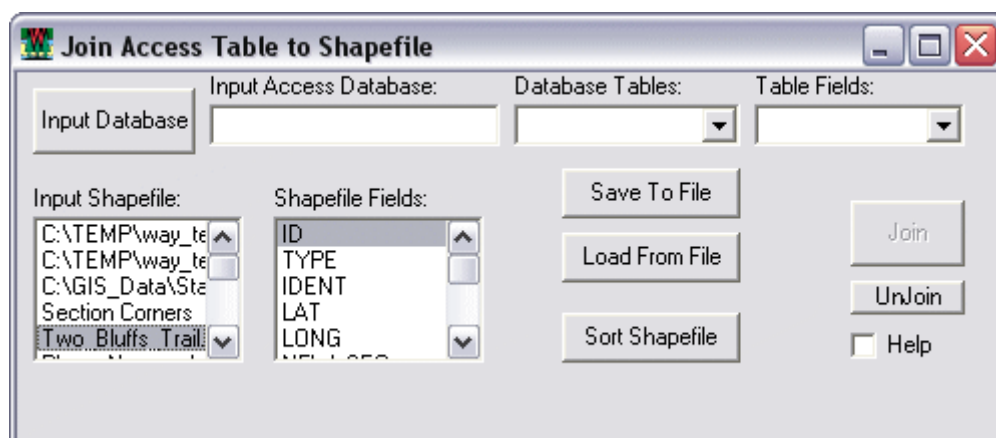 Join Access Table to Shapefile
Input Database
Input Access Database:
Database Tables:
Table Fields:
Input Shapefile:
C:\TEMP\way_te
C:\TEMP\way_te
C:\GIS_Data\Sta
Section Corners
Two_Bluffs_Trail.
Shapefile Fields:
ID
TYPE
IDENT
LAT
LONG
Save To File
Load From File
Sort Shapefile
Join
UnJoin
Help